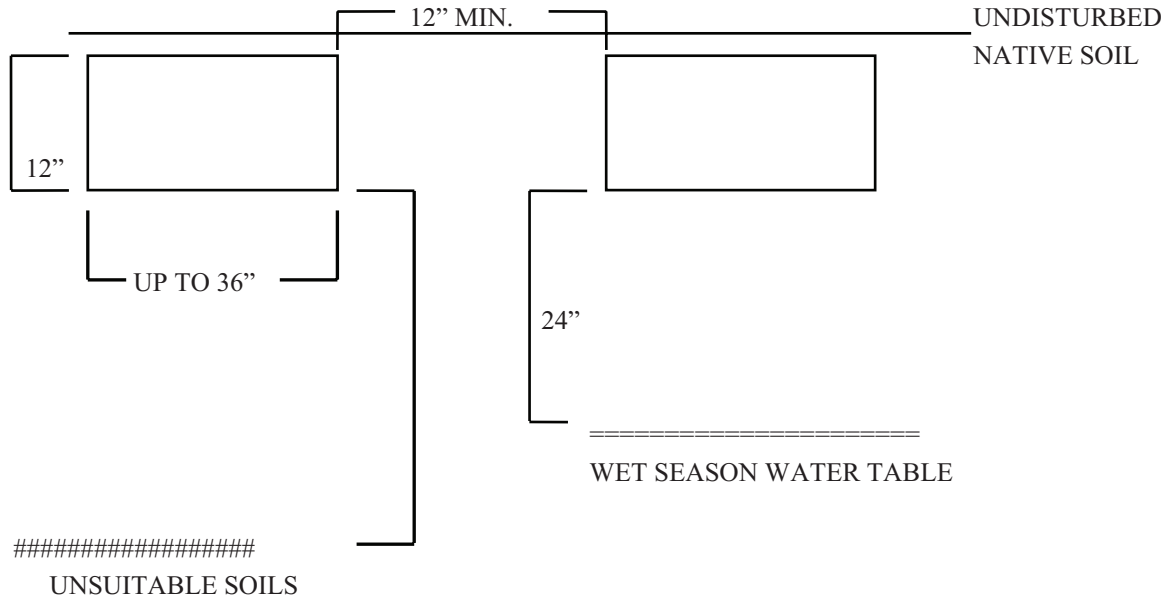 12” MIN.
UNDISTURBED
NATIVE SOIL
12”
UP TO 36”
24”
======================
WET SEASON WATER TABLE
##################
UNSUITABLE SOILS